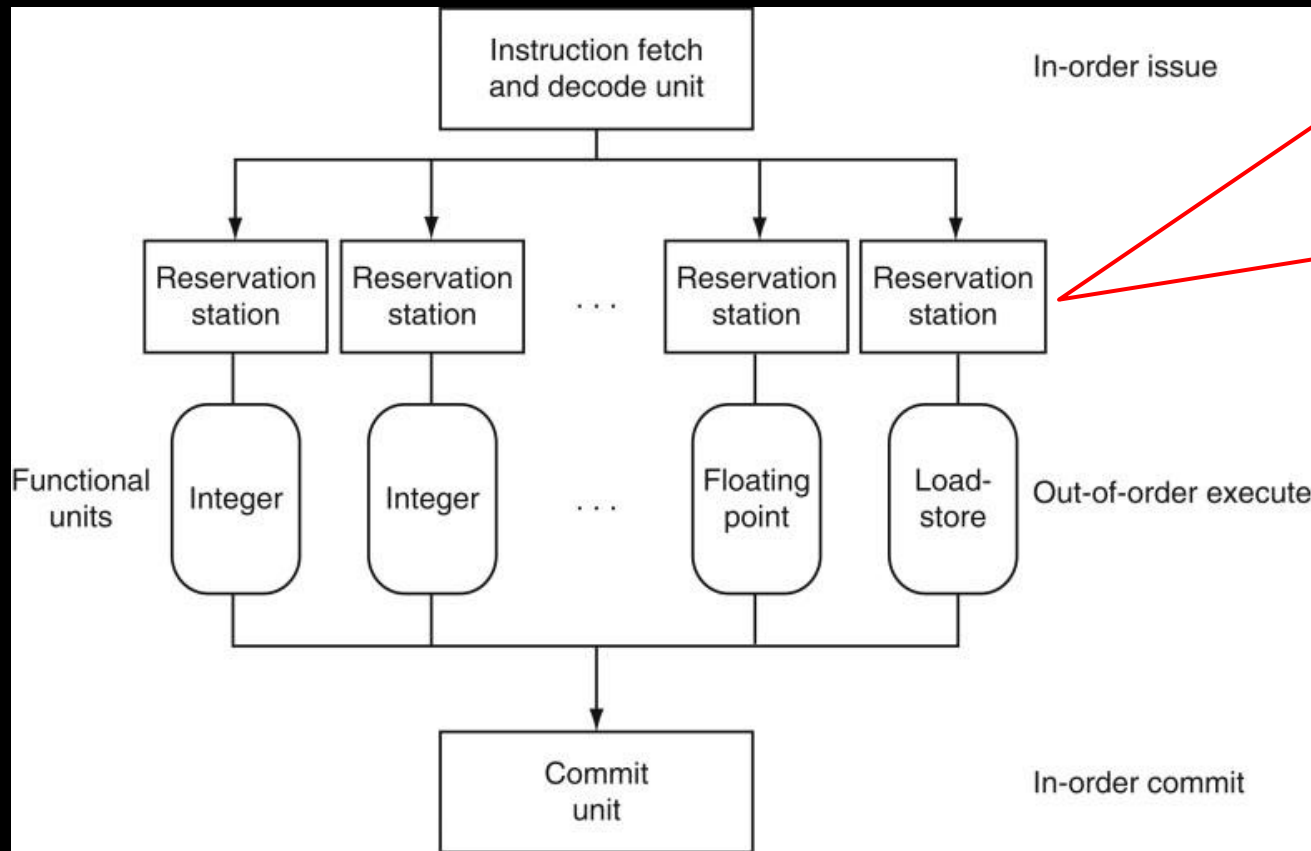 Instruction fetch
and decode unit
In-order issue
Reservation
station
Reservation
station
. . .
Reservation
station
Reservation
station
Functional
units
Integer
Integer
. . .
Floating
point
Load-
store
Out-of-order execute
Commit
unit
In-order commit